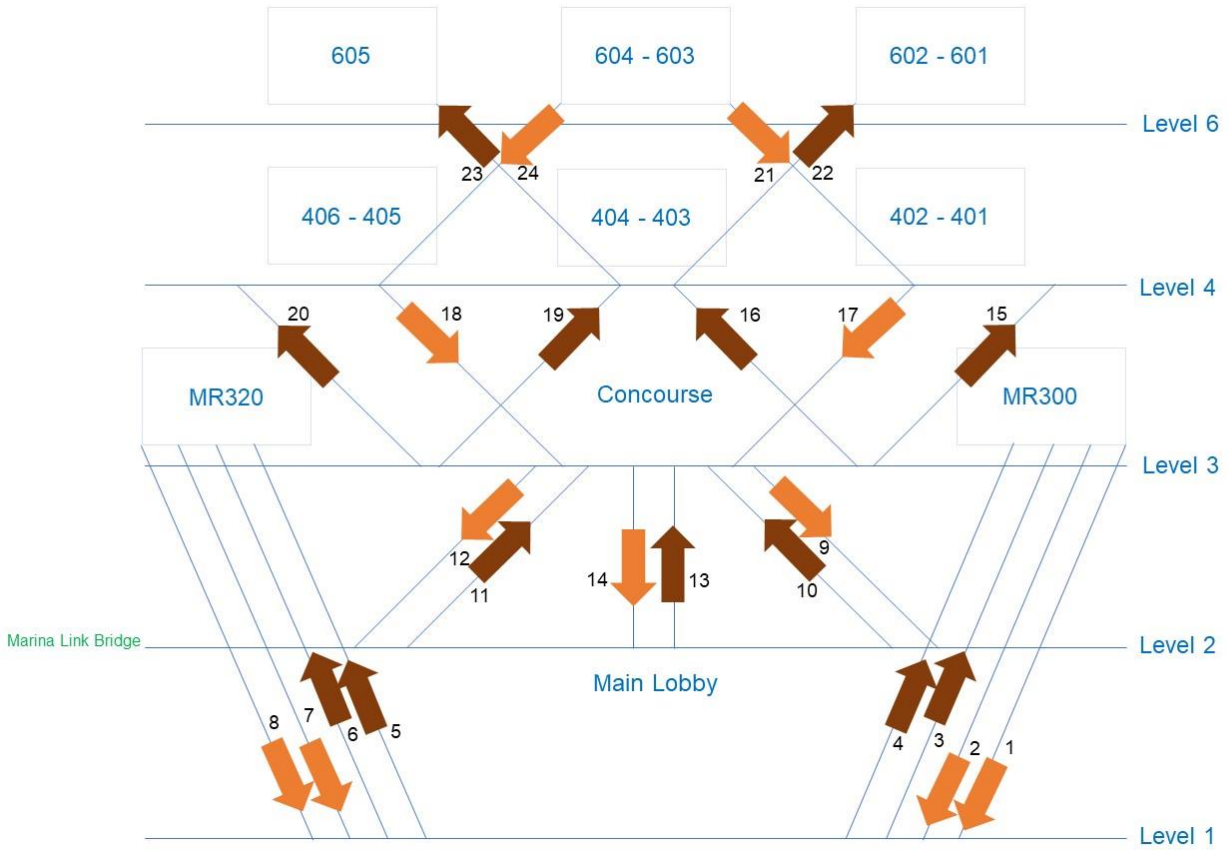 605
604 - 603
602 - 601
Level 6
23
24
21
22
406 - 405
404 - 403
402 - 401
Level 4
20
18
19
16
17
15
MR320
Concourse
MR300
Level 3
12
11
14
13
9
10
Marina Link Bridge
Level 2
Main Lobby
8
7
6
5
4
3
2
1
Level 1